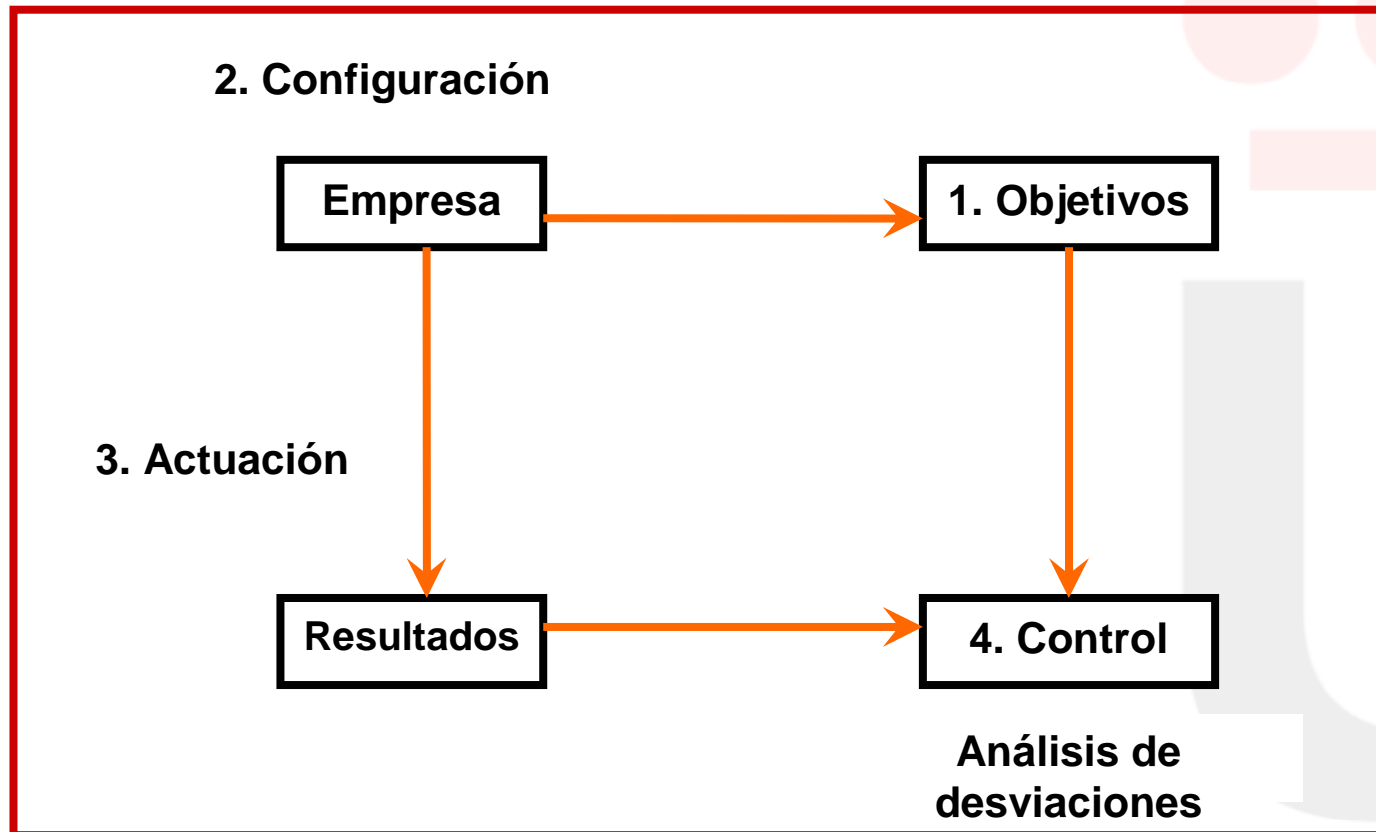 2. Configuración
Empresa
1. Objetivos
3. Actuación
Resultados
4. Control
Análisis de
desviaciones